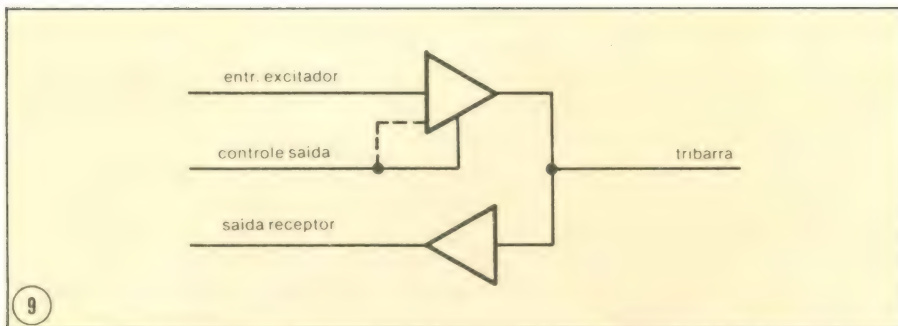 entr. excitador
controle saida
tribarra
saida receptor
9